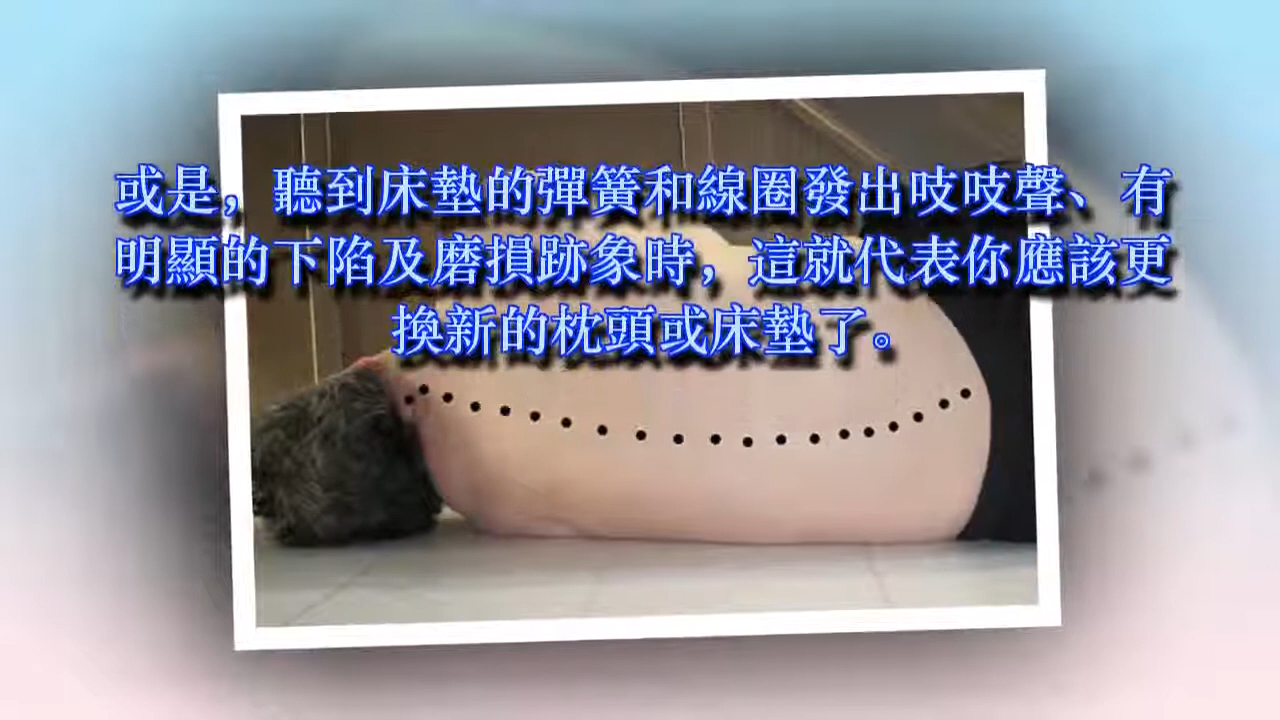 或是，聽到床墊的彈簧和線圈發出吱吱聲、有
明顯的下陷及磨損跡象時，這就代表你應該更
換新的枕頭或床墊了。